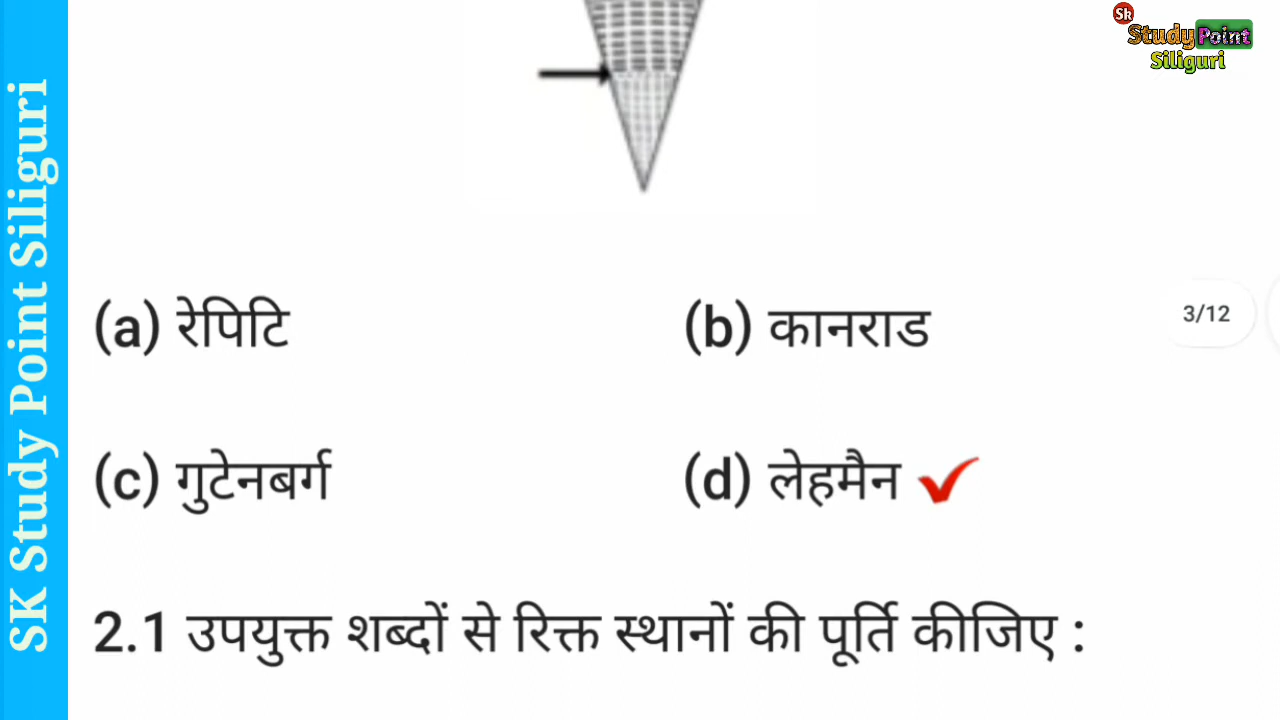 Sk
Study Point
Siliguri
SK Study Point Siliguri
(a) रेपिटि
(b) कानराड
3/12
(c) गुटेनबर्ग
(d) लेहमैन
2.1 उपयुक्त शब्दों से रिक्त स्थानों की पूर्ति कीजिए :